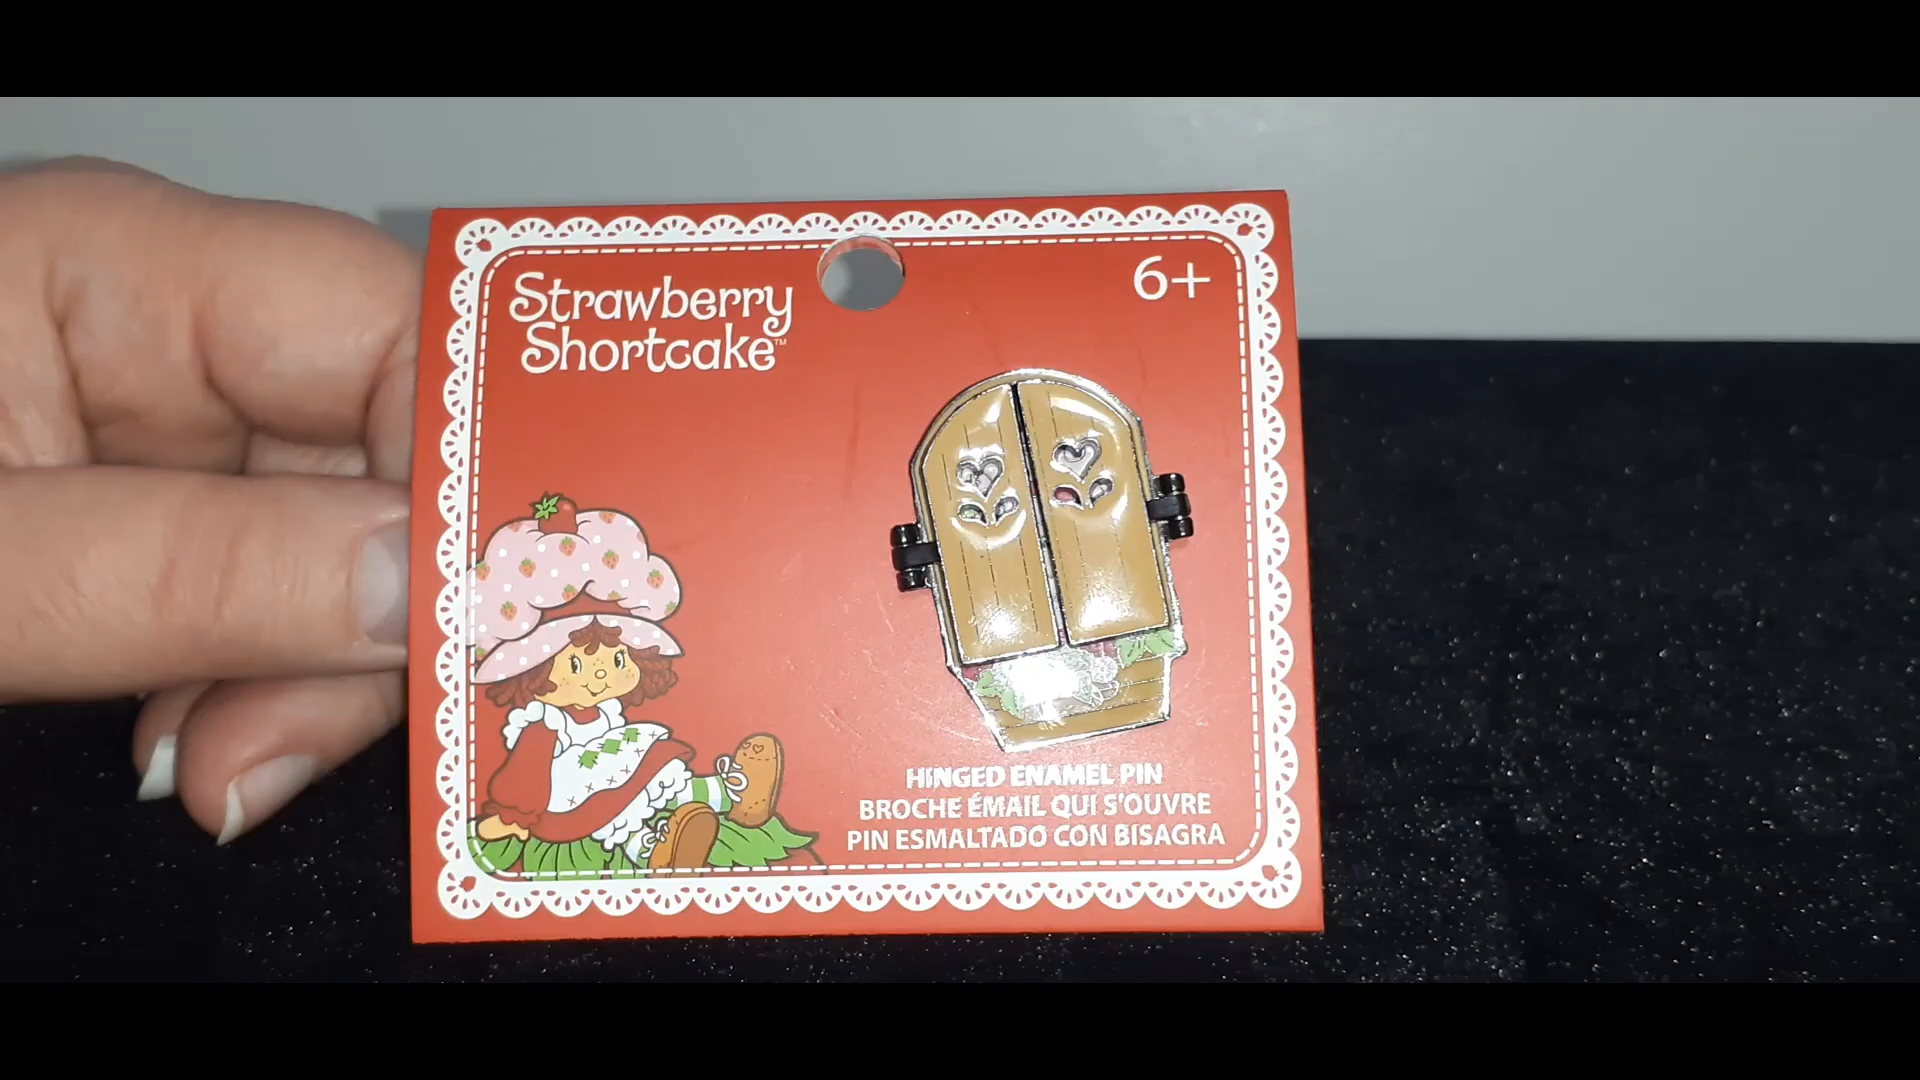 Strawberry
Shortcake™
6+
HINGED ENAMEL PIN
BROCHE ÉMAIL QUI S'OUVRE
PIN ESMALTADO CON BISAGRA